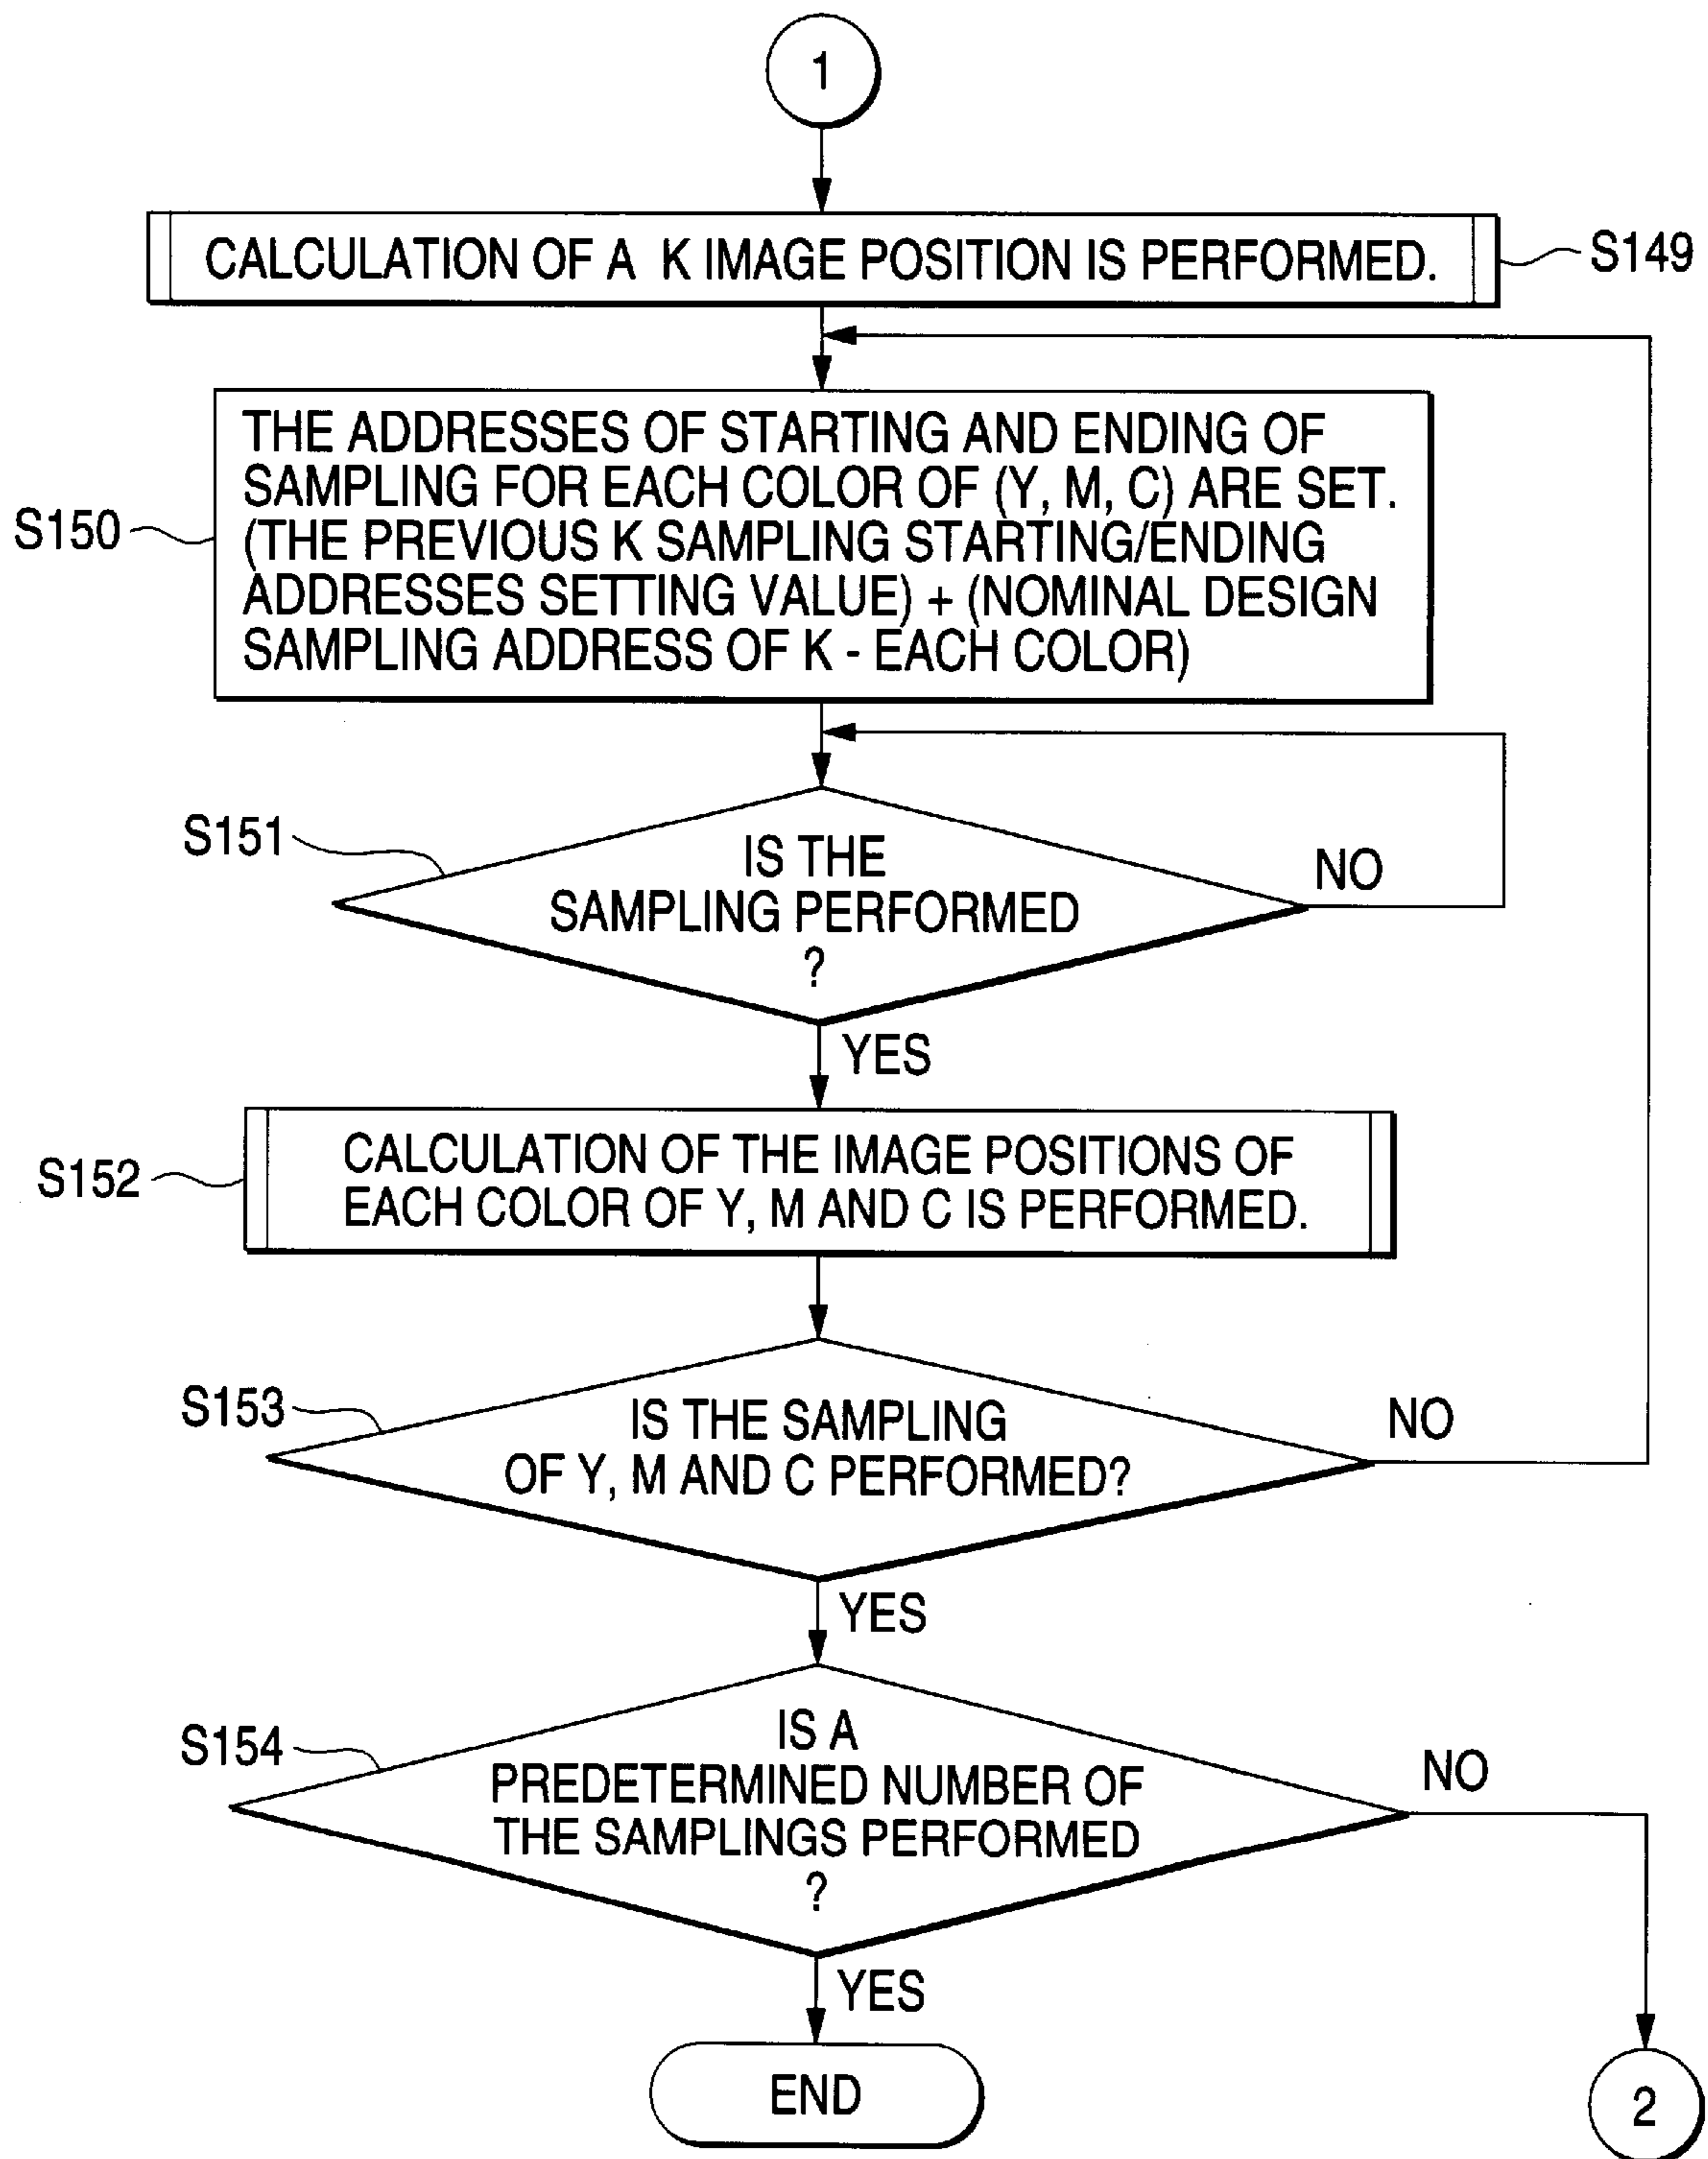 1
CALCULATION OF A K IMAGE POSITION IS PERFORMED.
S149
THE ADDRESSES OF STARTING AND ENDING OF
SAMPLING FOR EACH COLOR OF (Y, M, C) ARE SET.
(THE PREVIOUS K SAMPLING STARTING/ENDING
ADDRESSES SETTING VALUE) + (NOMINAL DESIGN
SAMPLING ADDRESS OF K - EACH COLOR)
S150
S151
IS THE
SAMPLING PERFORMED
?
NO
YES
S152
CALCULATION OF THE IMAGE POSITIONS OF
EACH COLOR OF Y, M AND C IS PERFORMED.
S153
IS THE SAMPLING
OF Y, M AND C PERFORMED?
NO
YES
S154
IS A
PREDETERMINED NUMBER OF
THE SAMPLINGS PERFORMED
?
NO
YES
END
2